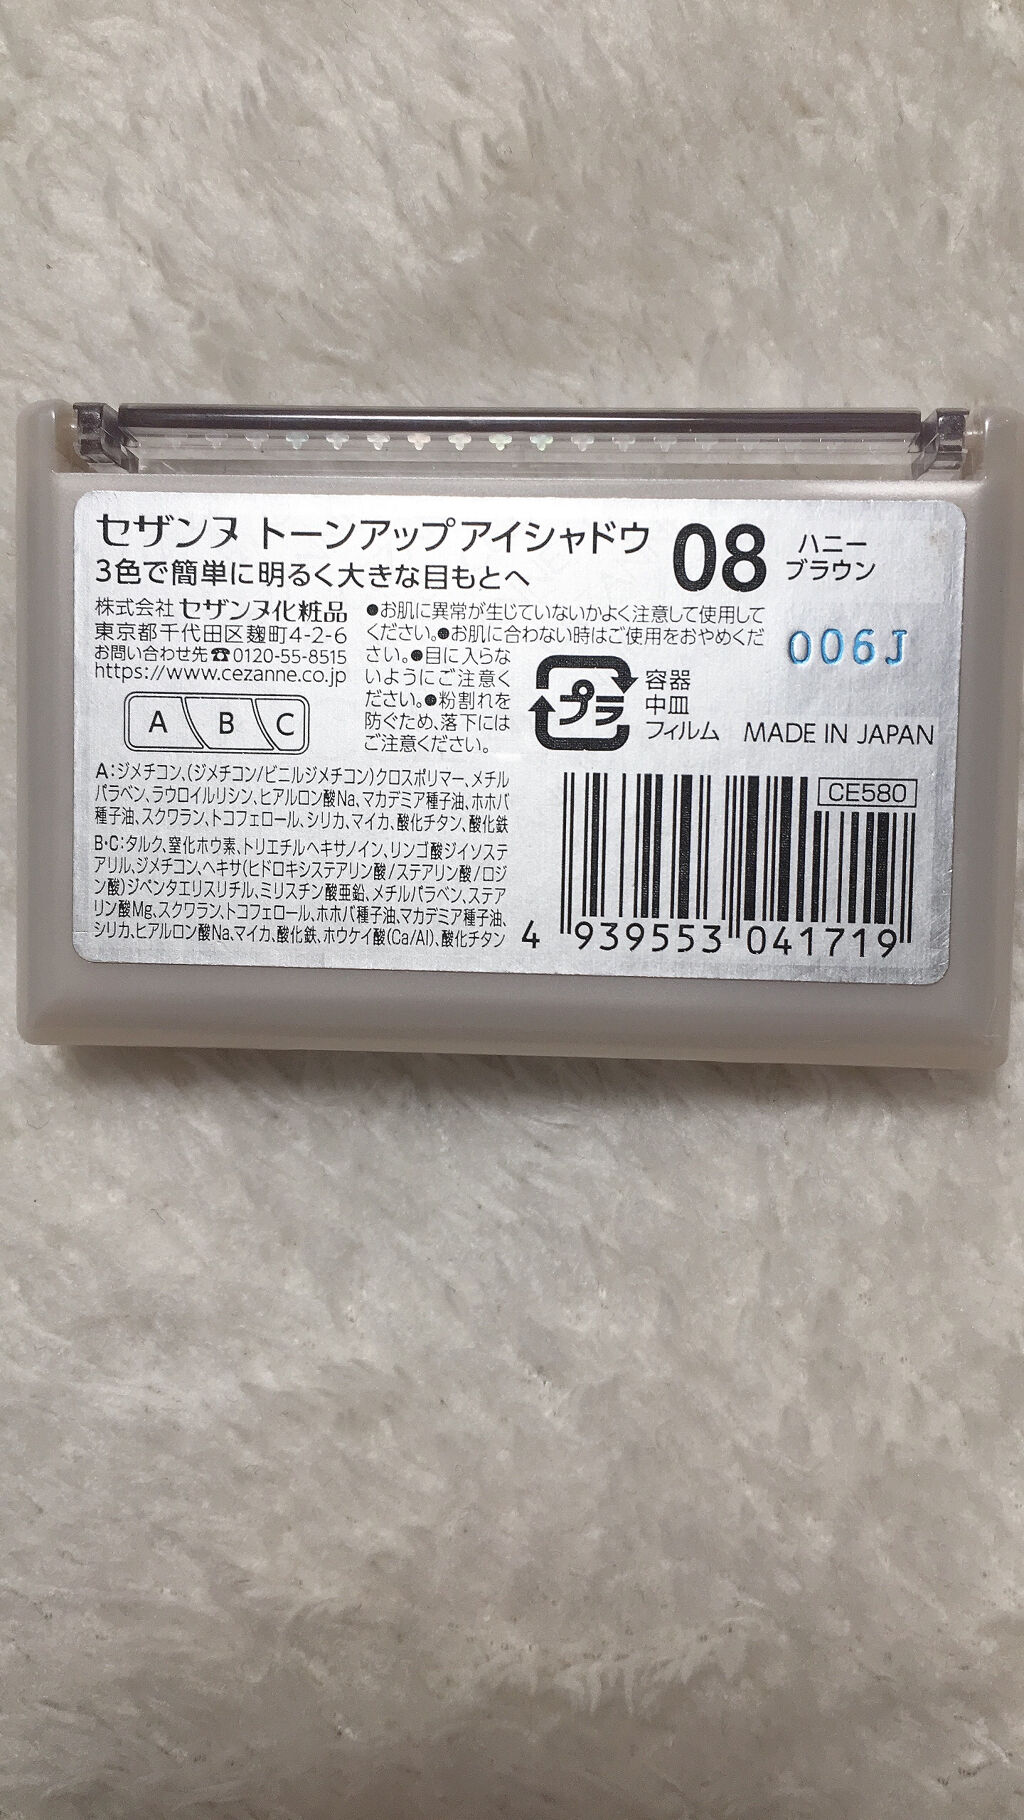 セザンヌ トーンアップアイシャドウ
3色で簡単に明るく大きな目もとへ
08 ハニー
ブラウン
株式会社 セザンヌ化粧品
東京都千代田区麹町4-2-6
お問い合わせ先☎0120-55-8515
https://www.cezanne.co.jp
●お肌に異常が生じていないかよく注意して使用して
ください。●お肌に合わない時はご使用をおやめくだ
さい。●目に入らな
いようにご注意く
ださい。●粉割れを
防ぐため、落下には
ご注意ください。
006J
プラ
容器
中皿
フィルム
MADE IN JAPAN
A B C
A:ジメチコン、(ジメチコン/ビニルジメチコン)クロスポリマー、メチル
パラベン、ラウロイルリシン、ヒアルロン酸Na、マカデミア種子油、ホホバ
種子油、スクワラン、トコフェロール、シリカ、マイカ、酸化チタン、酸化鉄
B・C:タルク、窒化ホウ素、トリエチルヘキサノイン、リンゴ酸ジイソステ
アリル、ジメチコン、ヘキサ(ヒドロキシステアリン酸/ステアリン酸/ロジ
ン酸)ジペンタエリスリチル、ミリスチン酸亜鉛、メチルパラベン、ステア
リン酸Mg、スクワラン、トコフェロール、ホホバ種子油、マカデミア種子油、
シリカ、ヒアルロン酸Na、マイカ、酸化鉄、ホウケイ酸(Ca/Al)、酸化チタン
CE580
4 939553 041719